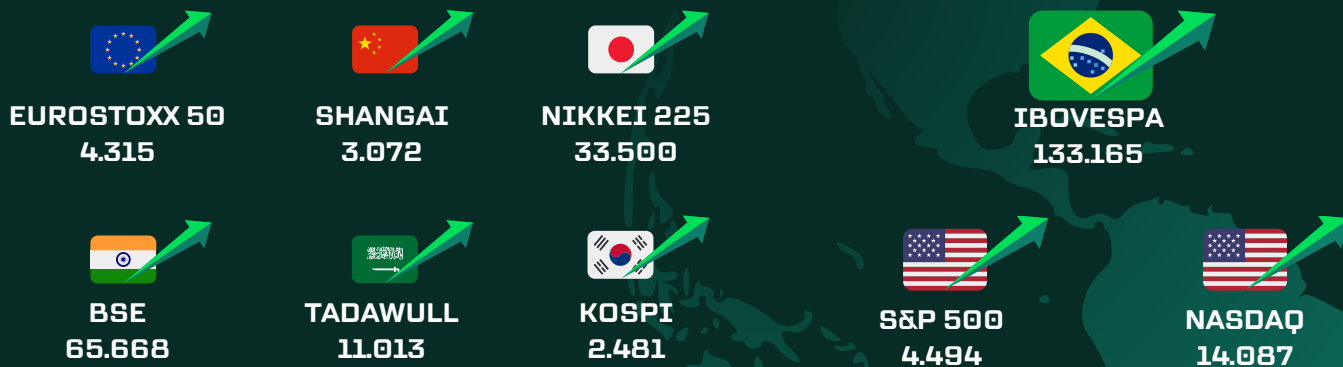 EUROSTOXX 50
4.315
SHANGAI
3.072
NIKKEI 225
33.500
IBOVESPA
133.165
BSE
65.668
TADAWULL
11.013
KOSPI
2.481
S&P 500
4.494
NASDAQ
14.087